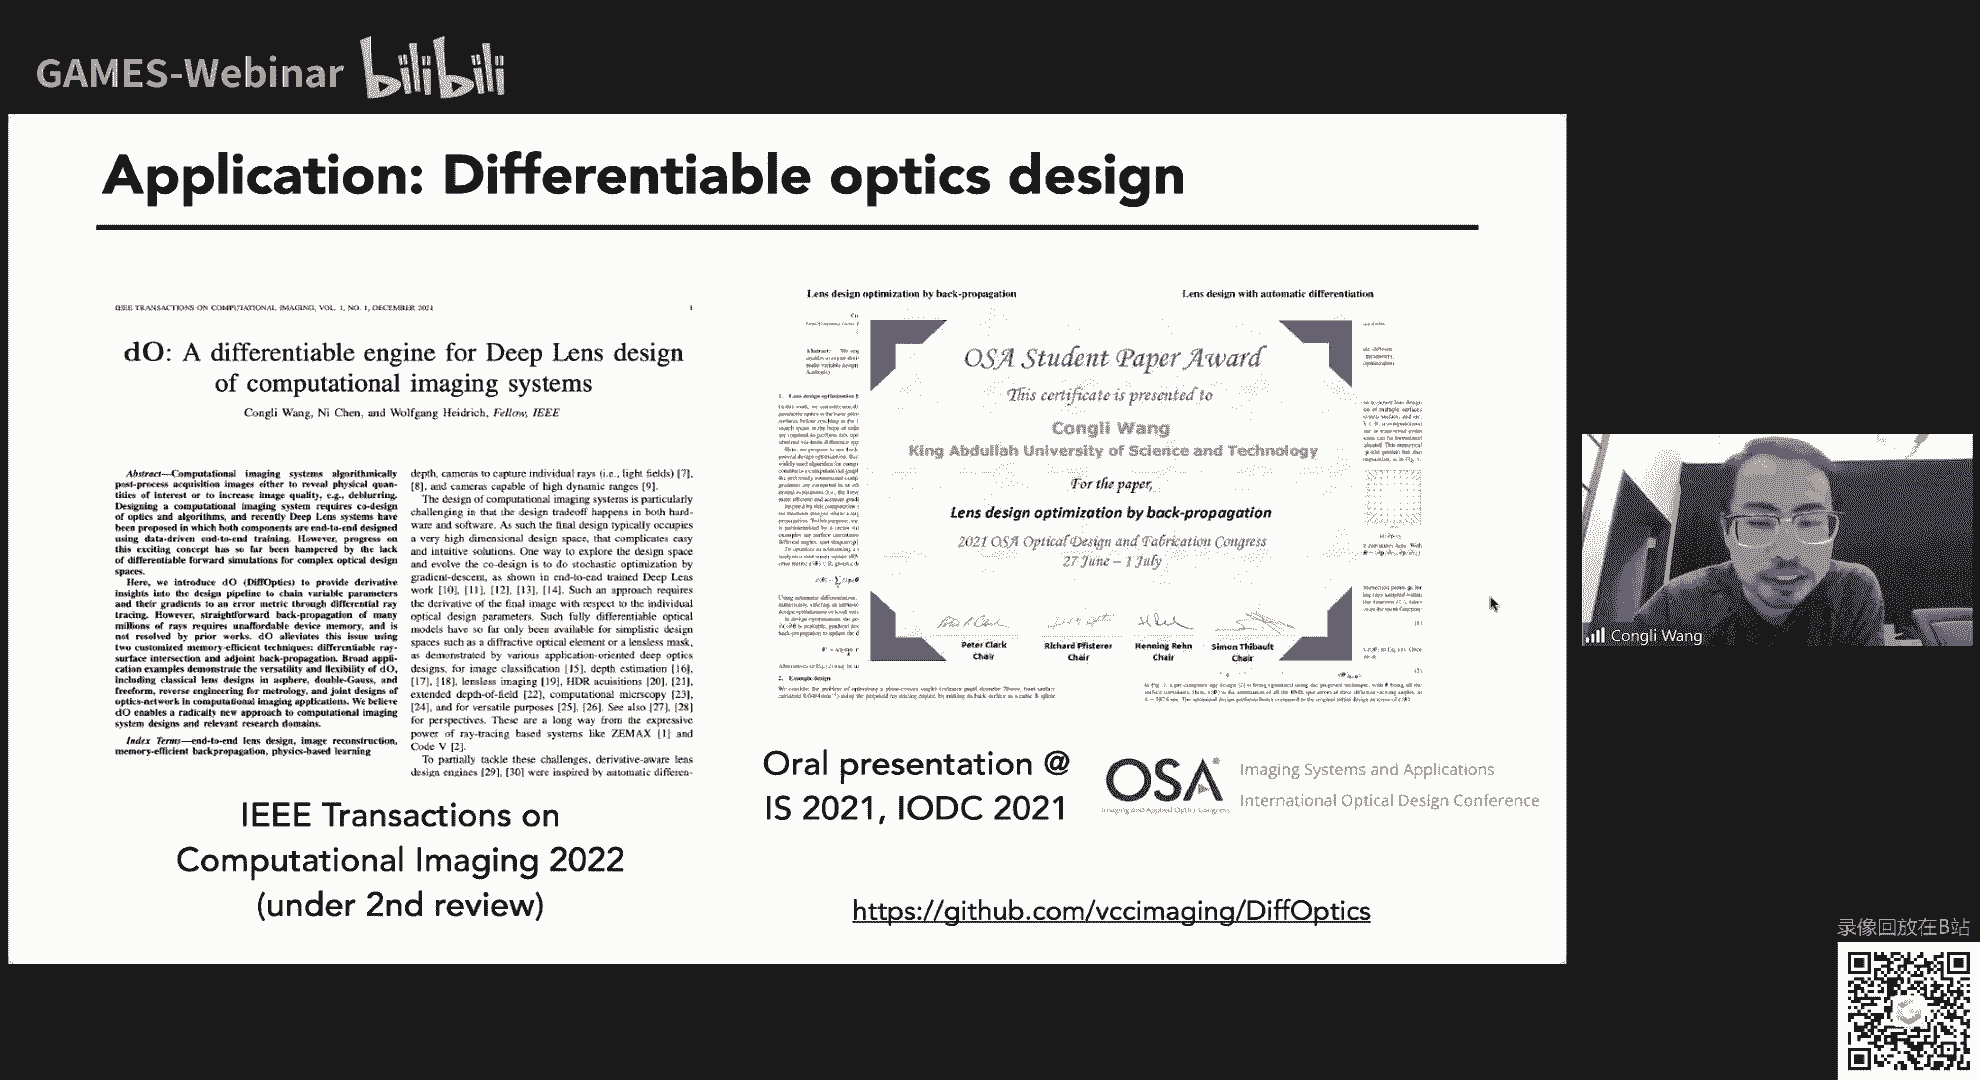 GAMES-Webinar bilibili
Application: Differentiable optics design
IEEE TRANSACTIONS ON COMPUTATIONAL IMAGING, VOL. 1, NO. 1, DECEMBER 2021
1
dO: A differentiable engine for Deep Lens design
of computational imaging systems
Congli Wang, Ni Chen, and Wolfgang Heidrich, Fellow, IEEE
Abstract—Computational imaging systems algorithmically
post-process acquisition images either to reveal physical quan-
tities of interest or to increase image quality, e.g., deblurring.
Designing a computational imaging system requires co-design
of optics and algorithms, and recently Deep Lens systems have
been proposed in which both components are end-to-end designed
using data-driven end-to-end training. However, progress on
this exciting concept has so far been hampered by the lack
of differentiable forward simulations for complex optical design
spaces.
Here, we introduce dO (DiffOptics) to provide derivative
insights into the design pipeline to chain variable parameters
and their gradients to an error metric through differential ray
tracing. However, straightforward back-propagation of many
millions of rays requires unaffordable device memory, and is
not resolved by prior works. dO alleviates this issue using
two customized memory-efficient techniques: differentiable ray-
surface intersection and adjoint back-propagation. Broad appli-
cation examples demonstrate the versatility and flexibility of dO,
including classical lens designs in asphere, double-Gauss, and
freeform, reverse engineering for metrology, and joint designs of
optics-network in computational imaging applications. We believe
dO enables a radically new approach to computational imaging
system designs and relevant research domains.
Index Terms—end-to-end lens design, image reconstruction,
memory-efficient backpropagation, physics-based learning
depth, cameras to capture individual rays (i.e., light fields) [7],
[8], and cameras capable of high dynamic ranges [9].
The design of computational imaging systems is particularly
challenging in that the design tradeoff happens in both hard-
ware and software. As such the final design typically occupies
a very high dimensional design space, that complicates easy
and intuitive solutions. One way to explore the design space
and evolve the co-design is to do stochastic optimization by
gradient-descent, as shown in end-to-end trained Deep Lens
work [10], [11], [12], [13], [14]. Such an approach requires
the derivative of the final image with respect to the individual
optical design parameters. Such fully differentiable optical
models have so far only been available for simplistic design
spaces such as a diffractive optical element or a lensless mask,
as demonstrated by various application-oriented deep optics
designs, for image classification [15], depth estimation [16],
[17], [18], lensless imaging [19], HDR acuisitions [20], [21],
extended depth-of-field [22], computational micrscopy [23],
[24], and for versatile purposes [25], [26]. See also [27], [28]
for perspectives. These are a long way from the expressive
power of ray-tracing based systems like ZEMAX [1] and
Code V [2].
To partially tackle these challenges, derivative-aware lens
design engines [29], [30] were inspired by automatic differen-
IEEE Transactions on
Computational Imaging 2022
(under 2nd review)
Lens design optimization by back-propagation
Lens design with automatic differentiation
OSA Student Paper Award
This certificate is presented to
Congli Wang
King Abdullah University of Science and Technology
For the paper,
Lens design optimization by back-propagation
2021 OSA Optical Design and Fabrication Congress
27 June – 1 July
Peter Clark
Chair
Richard Pfisterer
Chair
Henning Rehn
Chair
Simon Thibault
Chair
2. Example design
Oral presentation @
IS 2021, IODC 2021
OSA
Imaging and Applied Optics Congress
Imaging Systems and Applications
International Optical Design Conference
https://github.com/vccimaging/DiffOptics
Congli Wang
录像回放在B站